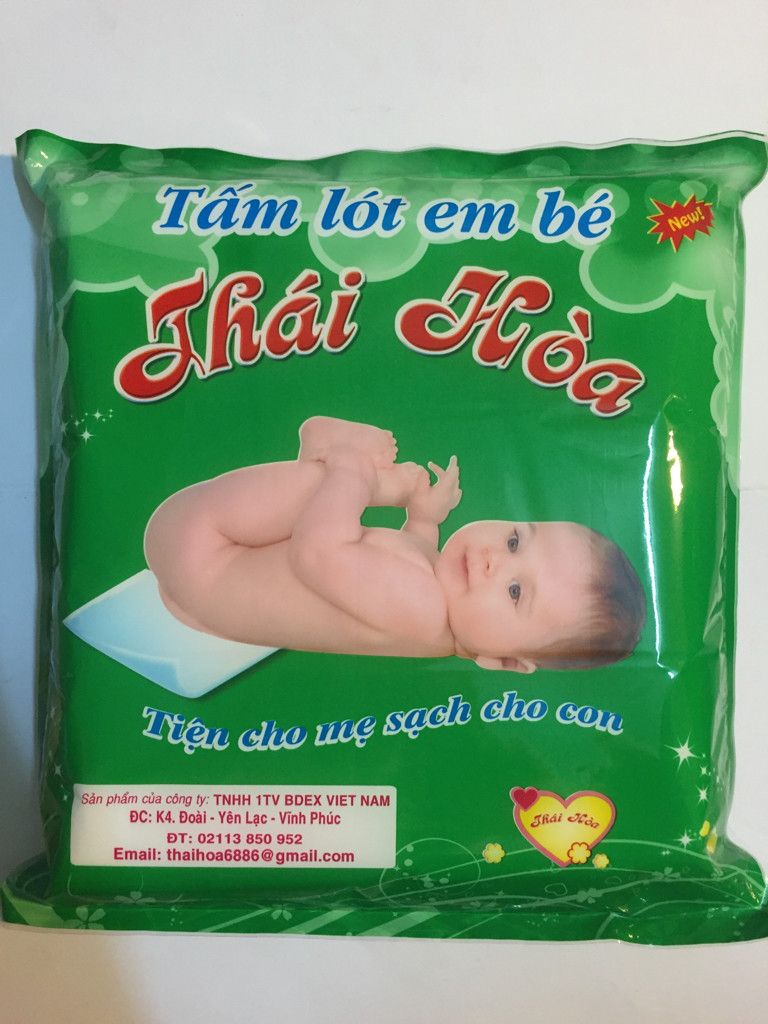 Tấm lót em bé
New!
Thái Hòa
Tiện cho mẹ sạch cho con
Sản phẩm của công ty: TNHH 1TV BDEX VIET NAM
ĐC: K4. Đoài - Yên Lạc - Vĩnh Phúc
ĐT: 02113 850 952
Email: thaihoa6886@gmail.com
Thái Hòa